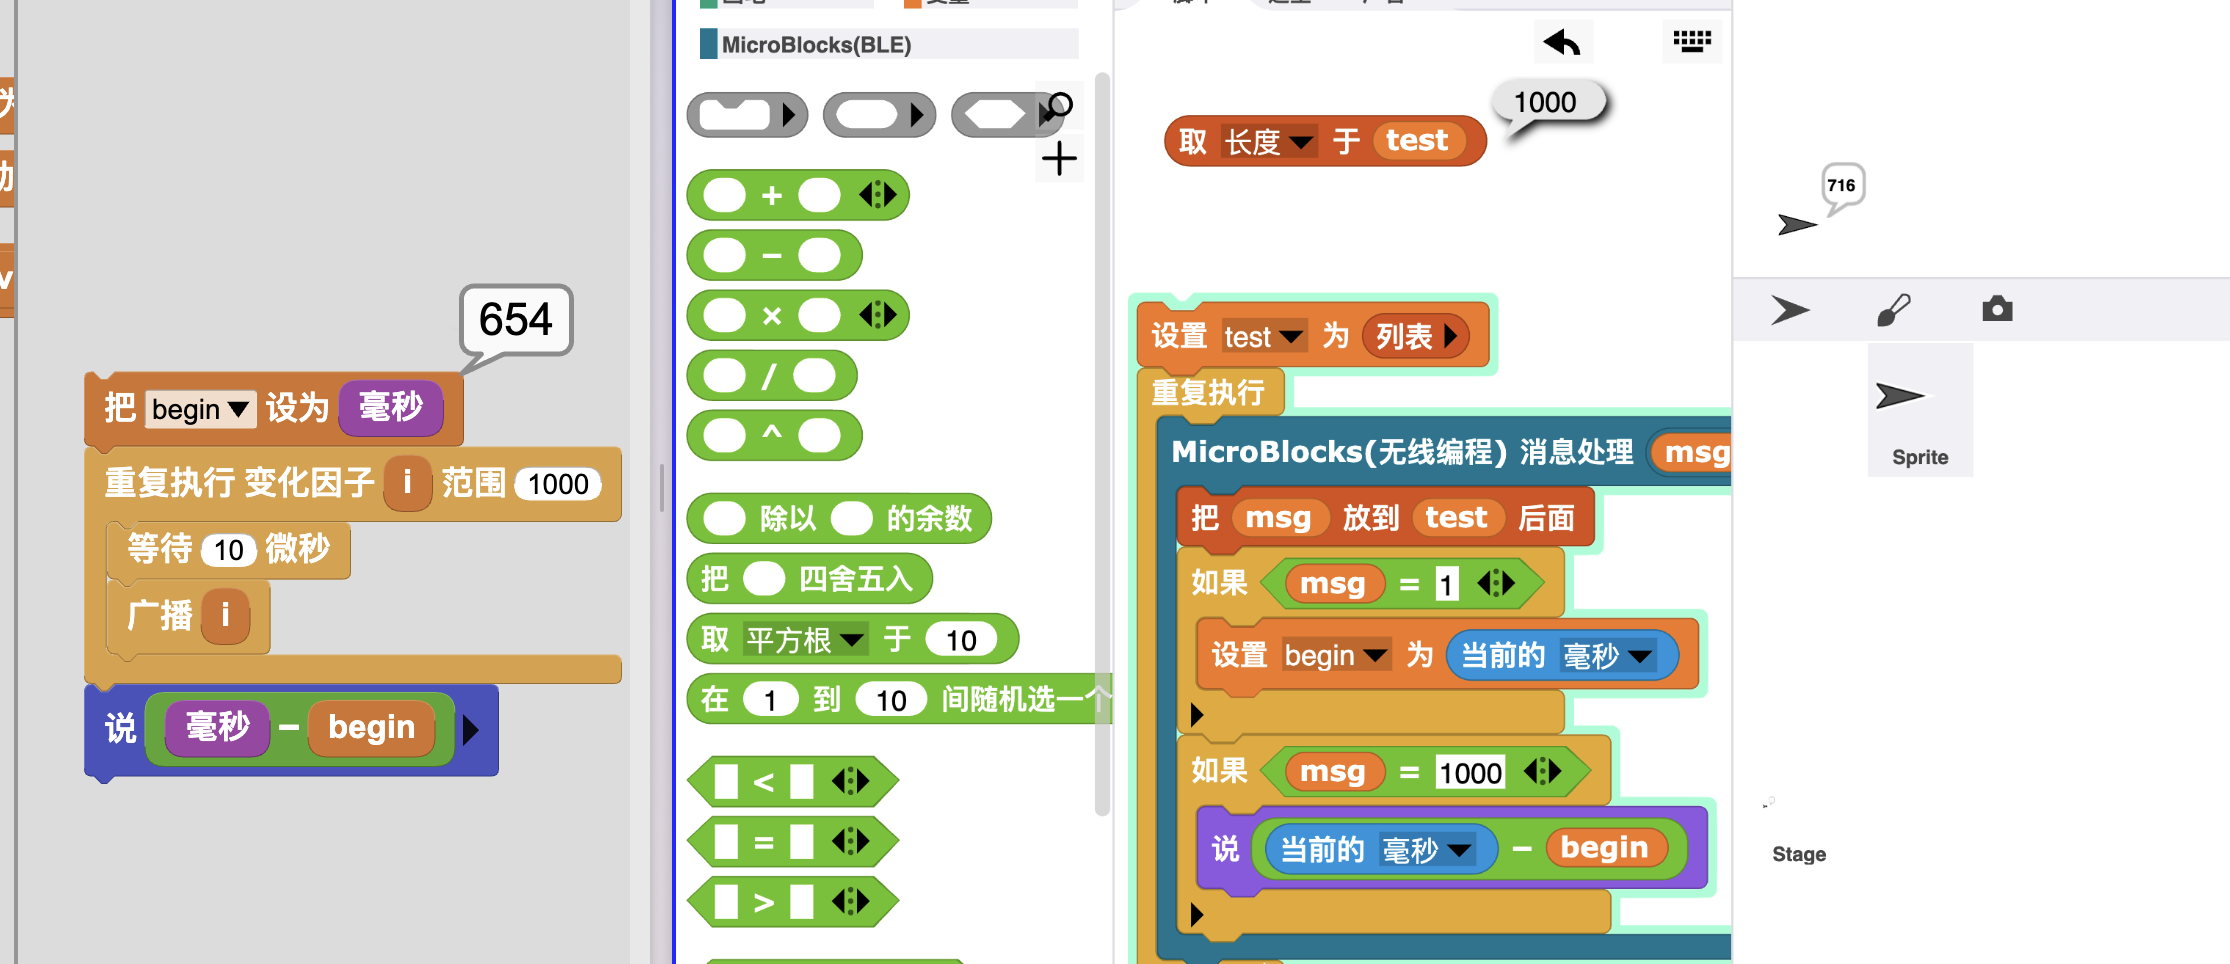 MicroBlocks(BLE)
+
−
×
/
^
除以 的余数
把 四舍五入
取 平方根 于 10
在 1 到 10 间随机选一个
<
=
>
654
把 begin 设为 毫秒
重复执行 变化因子 i 范围 1000
等待 10 微秒
广播 i
说 毫秒 − begin
1000
取 长度 于 test
设置 test 为 列表
重复执行
MicroBlocks(无线编程) 消息处理 msg
把 msg 放到 test 后面
如果 msg = 1
设置 begin 为 当前的 毫秒
如果 msg = 1000
说 当前的 毫秒 − begin
716
Sprite
Stage